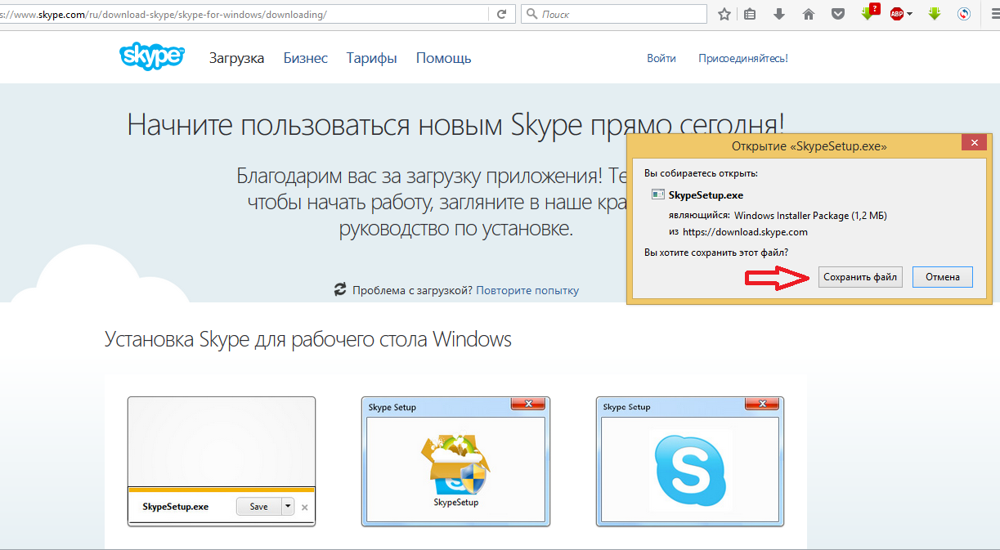 s://www.skype.com/ru/download-skype/skype-for-windows/downloading/
Поиск
?
ABP
skype
Загрузка
Бизнес
Тарифы
Помощь
Войти
Присоединяйтесь!
Начните пользоваться новым Skype прямо сегодня!
Благодарим вас за загрузку приложения! Те
чтобы начать работу, загляните в наше кра
руководство по установке.
Проблема с загрузкой? Повторите попытку
Открытие «SkypeSetup.exe»
Вы собираетесь открыть:
SkypeSetup.exe
являющийся: Windows Installer Package (1,2 МБ)
из https://download.skype.com
Вы хотите сохранить этот файл?
Сохранить файл
Отмена
Установка Skype для рабочего стола Windows
SkypeSetup.exe
Save
Skype Setup
SkypeSetup
Skype Setup
S